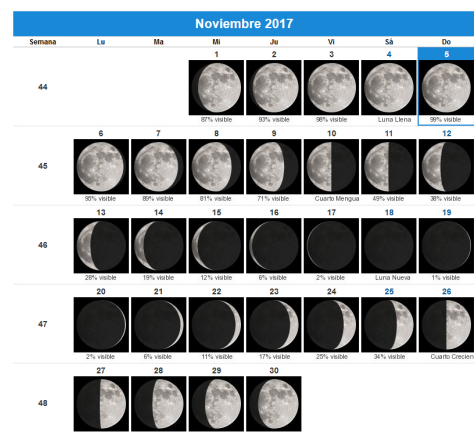 Noviembre 2017
Semana Lu Ma Mi Ju Vi Sà Do
1 2 3 4 5
44
87% visible 93% visible 98% visible Luna Llena 99% visible
6 7 8 9 10 11 12
45
95% visible 89% visible 81% visible 71% visible Cuarto Mengua 49% visible 38% visible
13 14 15 16 17 18 19
46
28% visible 19% visible 12% visible 6% visible 2% visible Luna Nueva 1% visible
20 21 22 23 24 25 26
47
2% visible 6% visible 11% visible 17% visible 25% visible 34% visible Cuarto Crecien
27 28 29 30
48